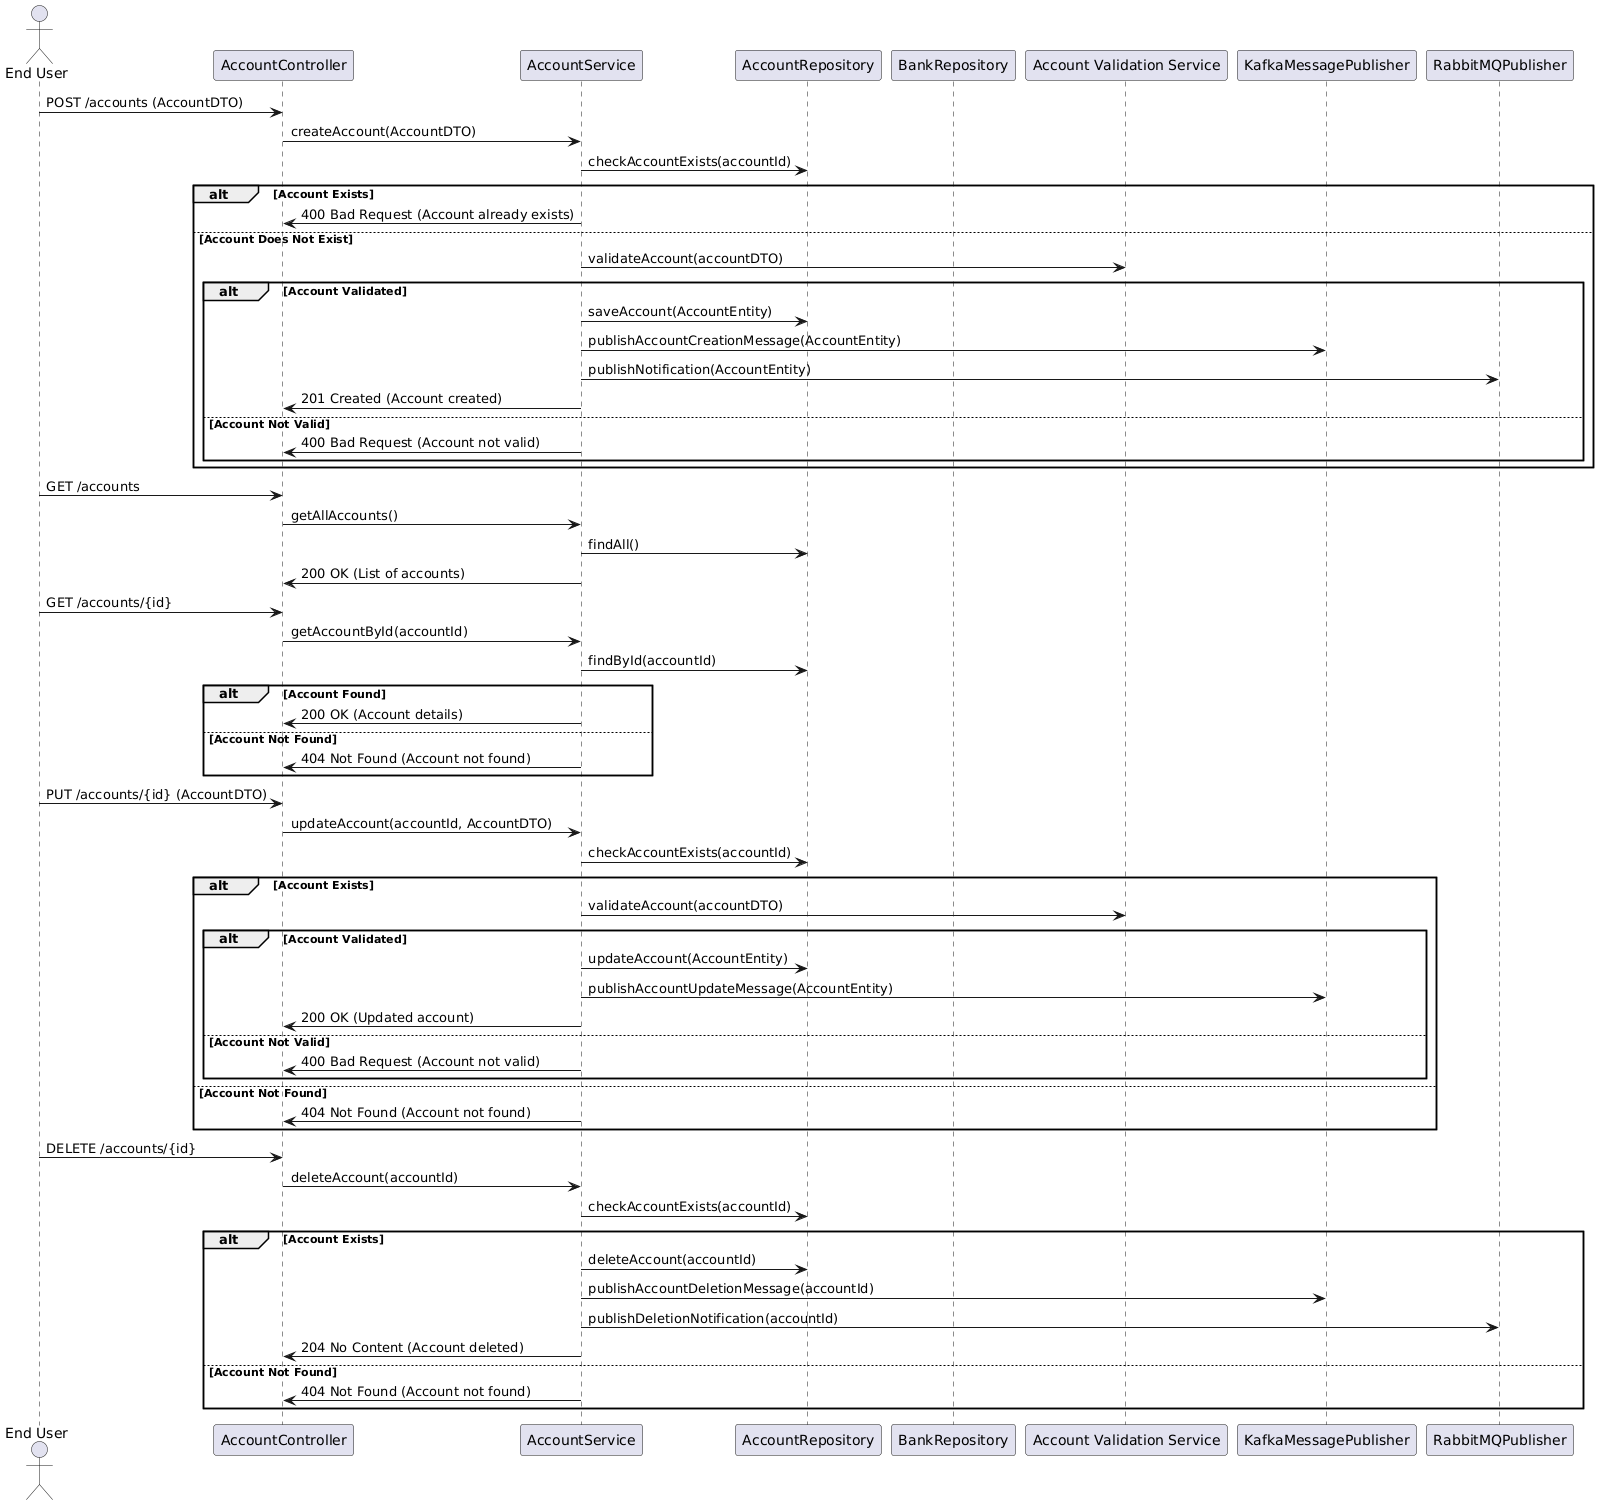 End User
AccountController
AccountService
AccountRepository
BankRepository
Account Validation Service
KafkaMessagePublisher
RabbitMQPublisher
POST /accounts (AccountDTO)
createAccount(AccountDTO)
checkAccountExists(accountId)
alt [Account Exists]
400 Bad Request (Account already exists)
[Account Does Not Exist]
validateAccount(accountDTO)
alt [Account Validated]
saveAccount(AccountEntity)
publishAccountCreationMessage(AccountEntity)
publishNotification(AccountEntity)
201 Created (Account created)
[Account Not Valid]
400 Bad Request (Account not valid)
GET /accounts
getAllAccounts()
findAll()
200 OK (List of accounts)
GET /accounts/{id}
getAccountById(accountId)
findById(accountId)
alt [Account Found]
200 OK (Account details)
[Account Not Found]
404 Not Found (Account not found)
PUT /accounts/{id} (AccountDTO)
updateAccount(accountId, AccountDTO)
checkAccountExists(accountId)
alt [Account Exists]
validateAccount(accountDTO)
alt [Account Validated]
updateAccount(AccountEntity)
publishAccountUpdateMessage(AccountEntity)
200 OK (Updated account)
[Account Not Valid]
400 Bad Request (Account not valid)
[Account Not Found]
404 Not Found (Account not found)
DELETE /accounts/{id}
deleteAccount(accountId)
checkAccountExists(accountId)
alt [Account Exists]
deleteAccount(accountId)
publishAccountDeletionMessage(accountId)
publishDeletionNotification(accountId)
204 No Content (Account deleted)
[Account Not Found]
404 Not Found (Account not found)
End User
AccountController
AccountService
AccountRepository
BankRepository
Account Validation Service
KafkaMessagePublisher
RabbitMQPublisher